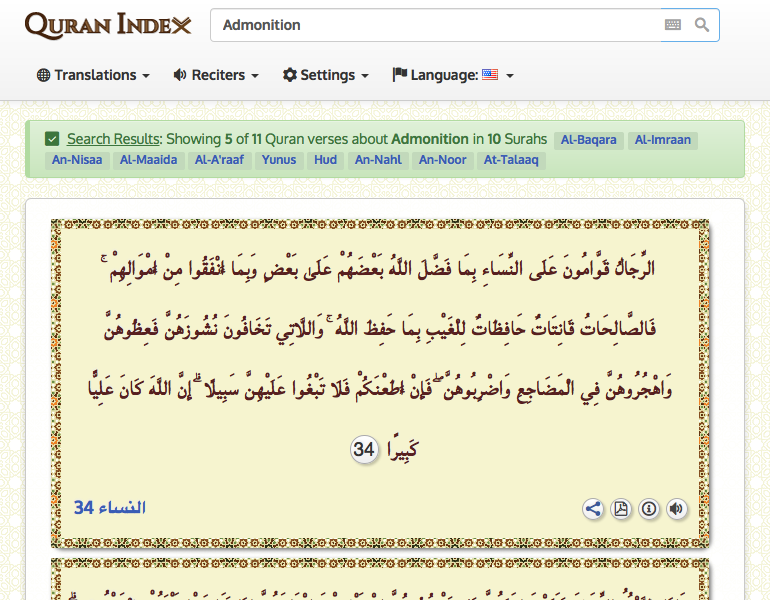 QURAN INDEX
Admonition
Translations Reciters Settings Language:
Search Results: Showing 5 of 11 Quran verses about Admonition in 10 Surahs Al-Baqara Al-Imraan
An-Nisaa Al-Maaida Al-A'raaf Yunus Hud An-Nahl An-Noor At-Talaaq
الرِّجَالُ قَوَّامُونَ عَلَى النِّسَاءِ بِمَا فَضَّلَ اللَّهُ بَعْضَهُمْ عَلَىٰ بَعْضٍ وَبِمَا أَنْفَقُوا مِنْ أَمْوَالِهِمْ ۚ
فَالصَّالِحَاتُ قَانِتَاتٌ حَافِظَاتٌ لِلْغَيْبِ بِمَا حَفِظَ اللَّهُ ۚ وَاللَّاتِي تَخَافُونَ نُشُوزَهُنَّ فَعِظُوهُنَّ
وَاهْجُرُوهُنَّ فِي الْمَضَاجِعِ وَاضْرِبُوهُنَّ ۖ فَإِنْ أَطَعْنَكُمْ فَلَا تَبْغُوا عَلَيْهِنَّ سَبِيلًا ۗ إِنَّ اللَّهَ كَانَ عَلِيًّا
كَبِيرًا 34
النساء 34